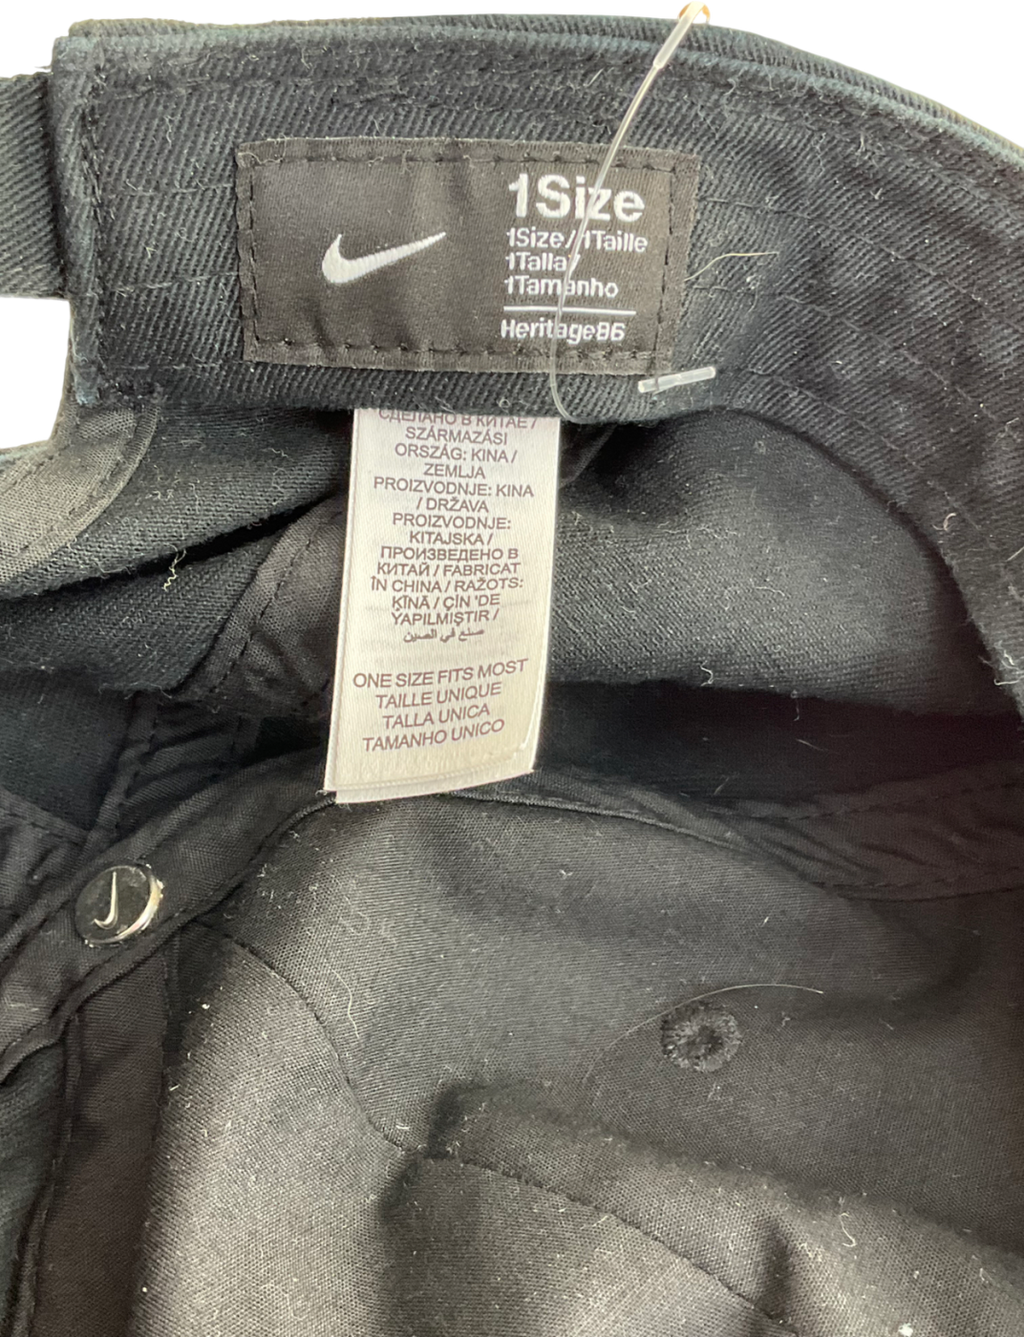 1Size
1Size/1Taille
1Talla/
1Tamanho
Heritage86
СДЕЛАНО В КИТАЕ /
SZÁRMAZÁSI
ORSZÁG: KINA /
ZEMLJA
PROIZVODNJE: KINA
/ DRŽAVA
PROIZVODNJE:
KITAJSKA /
ПРОИЗВЕДЕНО В
КИТАЙ / FABRICAT
ÎN CHINA / RAŽOTS:
ĶĪNĀ / ÇİN 'DE
YAPILMIŞTIR /
صنع في الصين
ONE SIZE FITS MOST
TAILLE UNIQUE
TALLA UNICA
TAMANHO UNICO